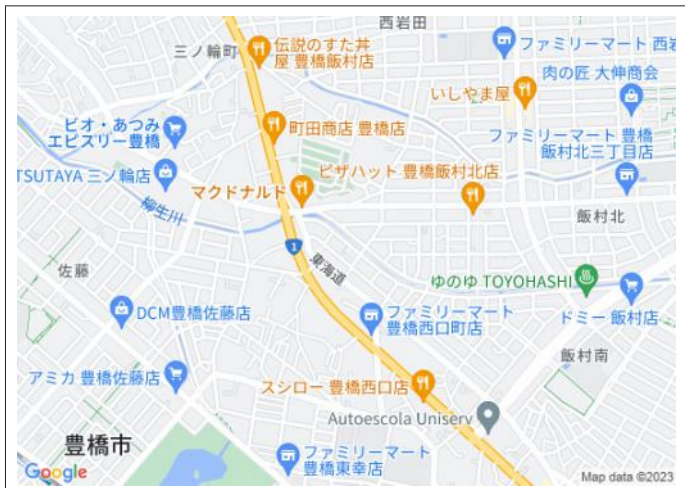 西岩田
三ノ輪町
伝説のすた丼
屋 豊橋飯村店
ファミリーマート 西岩
肉の匠 大伸商会
いしやま屋
ビオ・あつみ
エピスリー豊橋
町田商店 豊橋店
ファミリーマート 豊橋
飯村北三丁目店
TSUTAYA 三ノ輪店
マクドナルド
ピザハット 豊橋飯村北店
柳生川
飯村北
1
東海道
佐藤
ゆのゆ TOYOHASHI
DCM豊橋佐藤店
ファミリーマート
豊橋西口町店
ドミー 飯村店
飯村南
アミカ 豊橋佐藤店
スシロー 豊橋西口店
Autoescola Uniserv
豊橋市
ファミリーマート
豊橋東幸店
Google
Map data ©2023